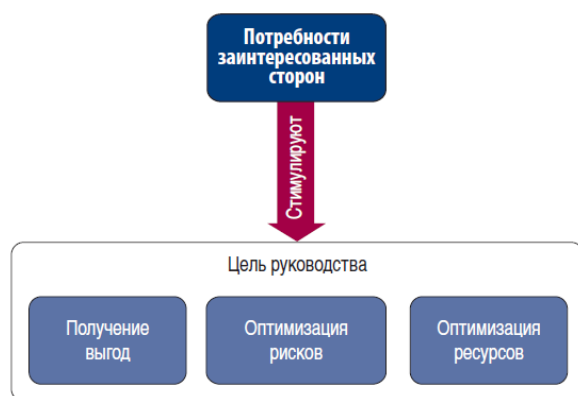 Потребности
заинтересованных
сторон
Стимулируют
Цель руководства
Получение
выгод
Оптимизация
рисков
Оптимизация
ресурсов